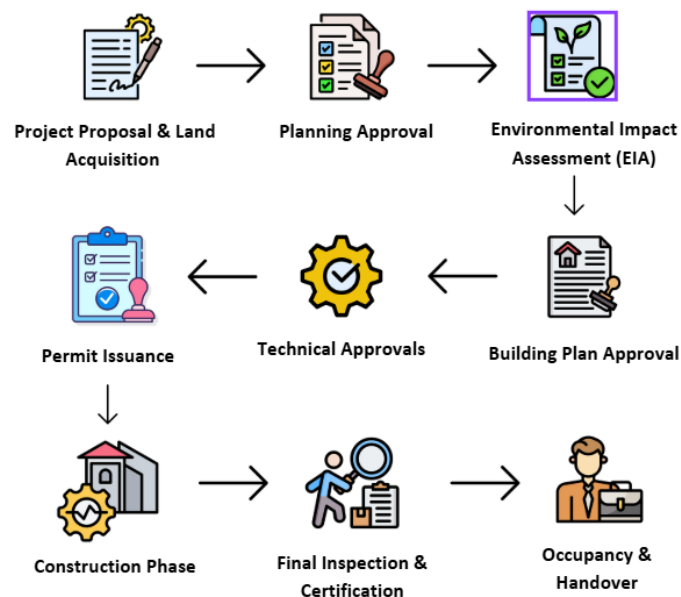 Project Proposal & Land
Acquisition
Planning Approval
Environmental Impact
Assessment (EIA)
Permit Issuance
Technical Approvals
Building Plan Approval
Construction Phase
Final Inspection &
Certification
Occupancy &
Handover